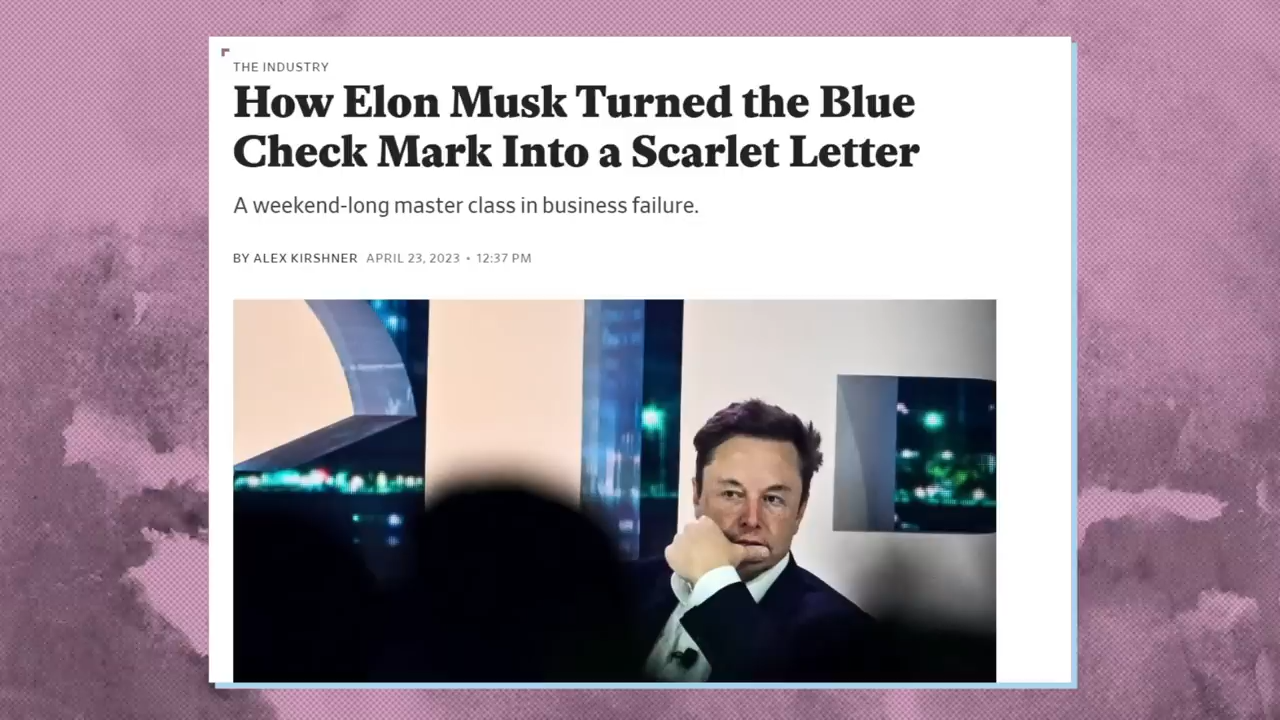 THE INDUSTRY
How Elon Musk Turned the Blue
Check Mark Into a Scarlet Letter
A weekend-long master class in business failure.
BY ALEX KIRSHNER APRIL 23, 2023 • 12:37 PM